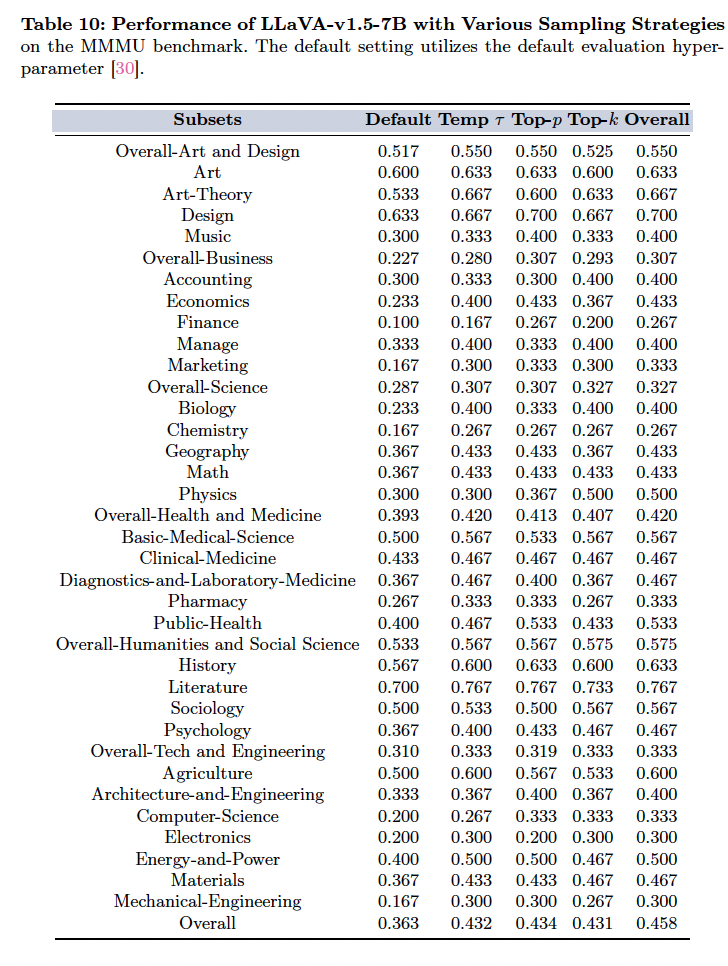 Table 10: Performance of LLaVA-v1.5-7B with Various Sampling Strategies
on the MMMU benchmark. The default setting utilizes the default evaluation hyper-
parameter [30].
Subsets Default Temp τ Top-p Top-k Overall
Overall-Art and Design 0.517 0.550 0.550 0.525 0.550
Art 0.600 0.633 0.633 0.600 0.633
Art-Theory 0.533 0.667 0.600 0.633 0.667
Design 0.633 0.667 0.700 0.667 0.700
Music 0.300 0.333 0.400 0.333 0.400
Overall-Business 0.227 0.280 0.307 0.293 0.307
Accounting 0.300 0.333 0.300 0.400 0.400
Economics 0.233 0.400 0.433 0.367 0.433
Finance 0.100 0.167 0.267 0.200 0.267
Manage 0.333 0.400 0.333 0.400 0.400
Marketing 0.167 0.300 0.333 0.300 0.333
Overall-Science 0.287 0.307 0.307 0.327 0.327
Biology 0.233 0.400 0.333 0.400 0.400
Chemistry 0.167 0.267 0.267 0.267 0.267
Geography 0.367 0.433 0.433 0.367 0.433
Math 0.367 0.433 0.433 0.433 0.433
Physics 0.300 0.300 0.367 0.500 0.500
Overall-Health and Medicine 0.393 0.420 0.413 0.407 0.420
Basic-Medical-Science 0.500 0.567 0.533 0.567 0.567
Clinical-Medicine 0.433 0.467 0.467 0.467 0.467
Diagnostics-and-Laboratory-Medicine 0.367 0.467 0.400 0.367 0.467
Pharmacy 0.267 0.333 0.333 0.267 0.333
Public-Health 0.400 0.467 0.533 0.433 0.533
Overall-Humanities and Social Science 0.533 0.567 0.567 0.575 0.575
History 0.567 0.600 0.633 0.600 0.633
Literature 0.700 0.767 0.767 0.733 0.767
Sociology 0.500 0.533 0.500 0.567 0.567
Psychology 0.367 0.400 0.433 0.467 0.467
Overall-Tech and Engineering 0.310 0.333 0.319 0.333 0.333
Agriculture 0.500 0.600 0.567 0.533 0.600
Architecture-and-Engineering 0.333 0.367 0.400 0.367 0.400
Computer-Science 0.200 0.267 0.333 0.333 0.333
Electronics 0.200 0.300 0.200 0.300 0.300
Energy-and-Power 0.400 0.500 0.500 0.467 0.500
Materials 0.367 0.433 0.433 0.467 0.467
Mechanical-Engineering 0.167 0.300 0.300 0.267 0.300
Overall 0.363 0.432 0.434 0.431 0.458